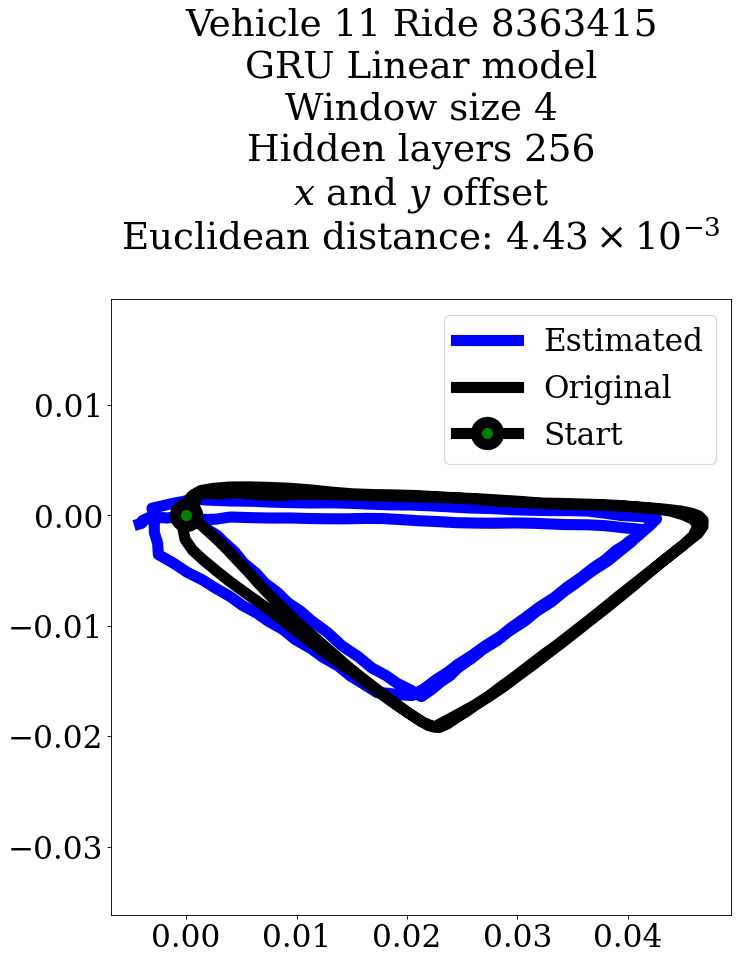 Vehicle 11 Ride 8363415
GRU Linear model
Window size 4
Hidden layers 256
x and y offset
Euclidean distance: 4.43 × 10⁻³
Estimated
Original
Start
0.01
0.00
−0.01
−0.02
−0.03
0.00 0.01 0.02 0.03 0.04